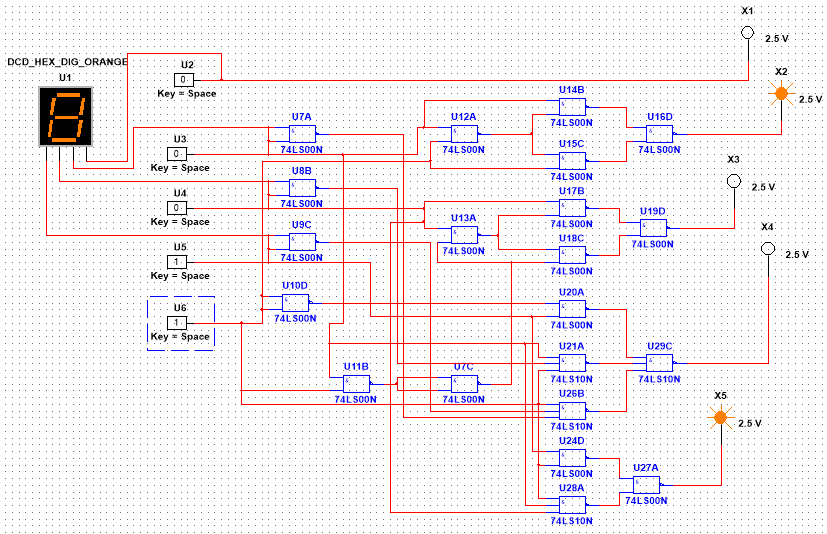 X1
2.5 V
DCD_HEX_DIG_ORANGE
U1
U2
0
Key = Space
X2
2.5 V
U14B
74LS00N
U7A
&
74LS00N
U12A
&
74LS00N
U16D
&
74LS00N
U3
0
Key = Space
U15C
&
74LS00N
X3
2.5 V
U8B
&
74LS00N
U4
0
Key = Space
U17B
&
74LS00N
U13A
&
74LS00N
U19D
&
74LS00N
X4
2.5 V
U9C
&
74LS00N
U5
1
Key = Space
U18C
&
74LS00N
U10D
&
74LS00N
U6
1
Key = Space
U20A
&
74LS00N
U21A
&
74LS10N
U29C
&
74LS10N
U11B
&
74LS00N
U7C
&
74LS00N
U26B
&
74LS10N
X5
2.5 V
U24D
&
74LS00N
U27A
&
74LS00N
U28A
&
74LS10N